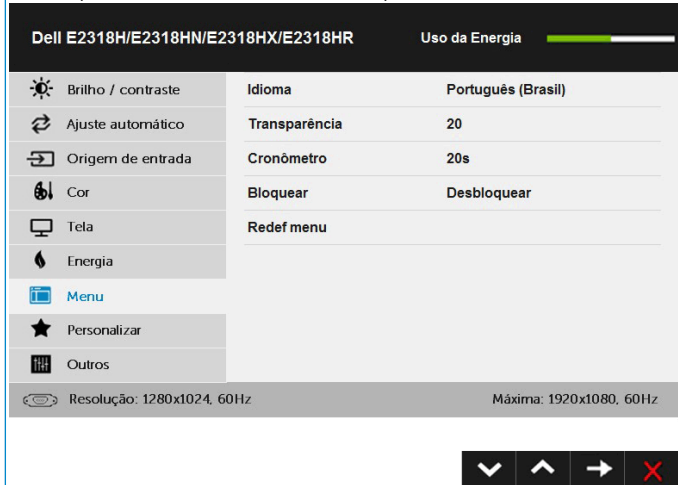 Dell E2318H/E2318HN/E2318HX/E2318HR Uso da Energia
Brilho / contraste Idioma Português (Brasil)
Ajuste automático Transparência 20
Origem de entrada Cronômetro 20s
Cor Bloquear Desbloquear
Tela Redef menu
Energia
Menu
Personalizar
Outros
Resolução: 1280x1024, 60Hz Máxima: 1920x1080, 60Hz